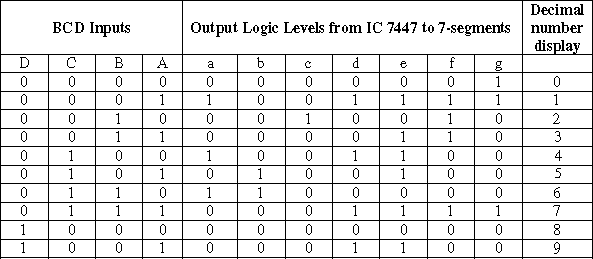 BCD Inputs Output Logic Levels from IC 7447 to 7-segments Decimal number display
D C B A a b c d e f g
0 0 0 0 0 0 0 0 0 0 1 0
0 0 0 1 1 0 0 1 1 1 1 1
0 0 1 0 0 0 1 0 0 1 0 2
0 0 1 1 0 0 0 0 1 1 0 3
0 1 0 0 1 0 0 1 1 0 0 4
0 1 0 1 0 1 0 0 1 0 0 5
0 1 1 0 1 1 0 0 0 0 0 6
0 1 1 1 0 0 0 1 1 1 1 7
1 0 0 0 0 0 0 0 0 0 0 8
1 0 0 1 0 0 0 1 1 0 0 9